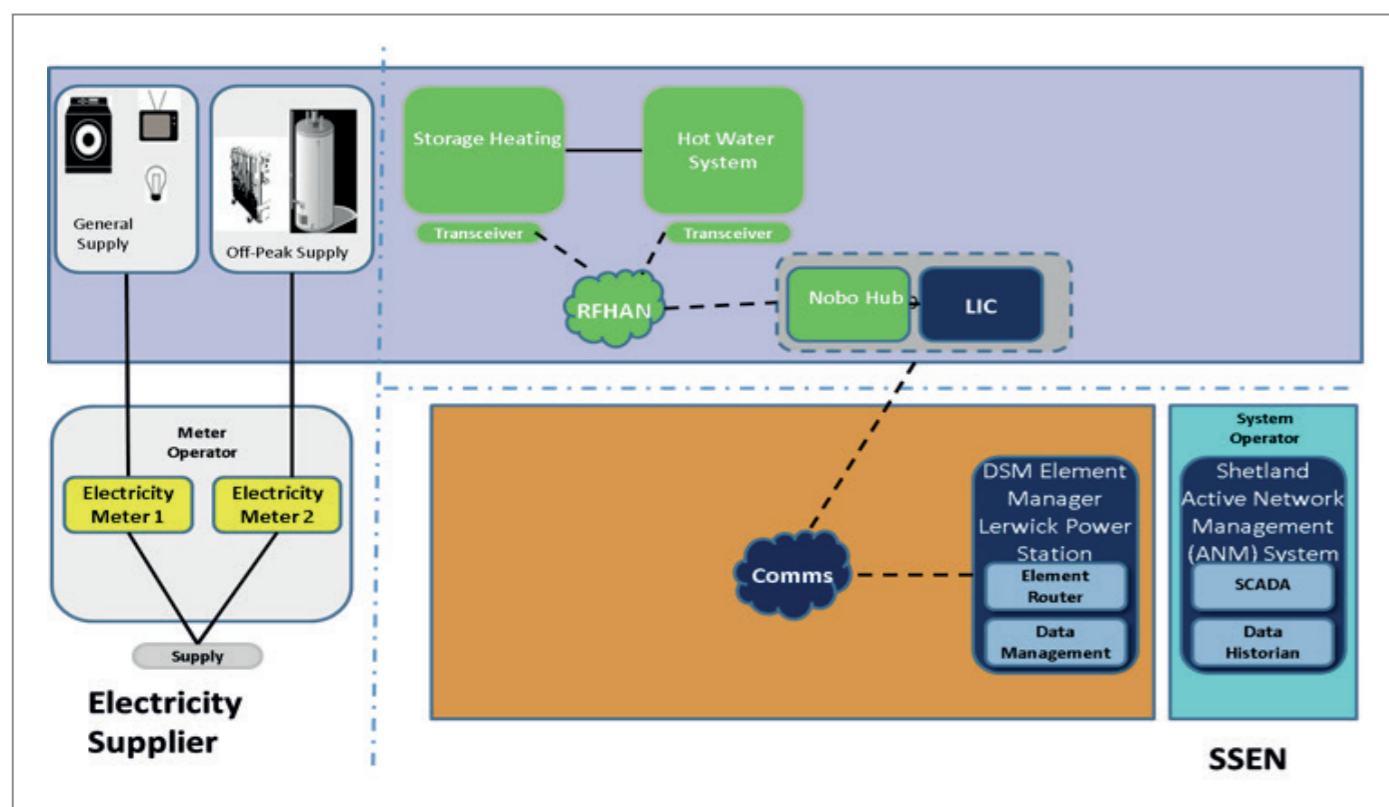 General
Supply
Off-Peak Supply
Storage Heating
Hot Water
System
Transceiver
Transceiver
RFHAN
Nobo Hub
LIC
Meter
Operator
Electricity
Meter 1
Electricity
Meter 2
Supply
Electricity
Supplier
Comms
DSM Element
Manager
Lerwick Power
Station
Element
Router
Data
Management
System
Operator
Shetland
Active Network
Management
(ANM) System
SCADA
Data
Historian
SSEN